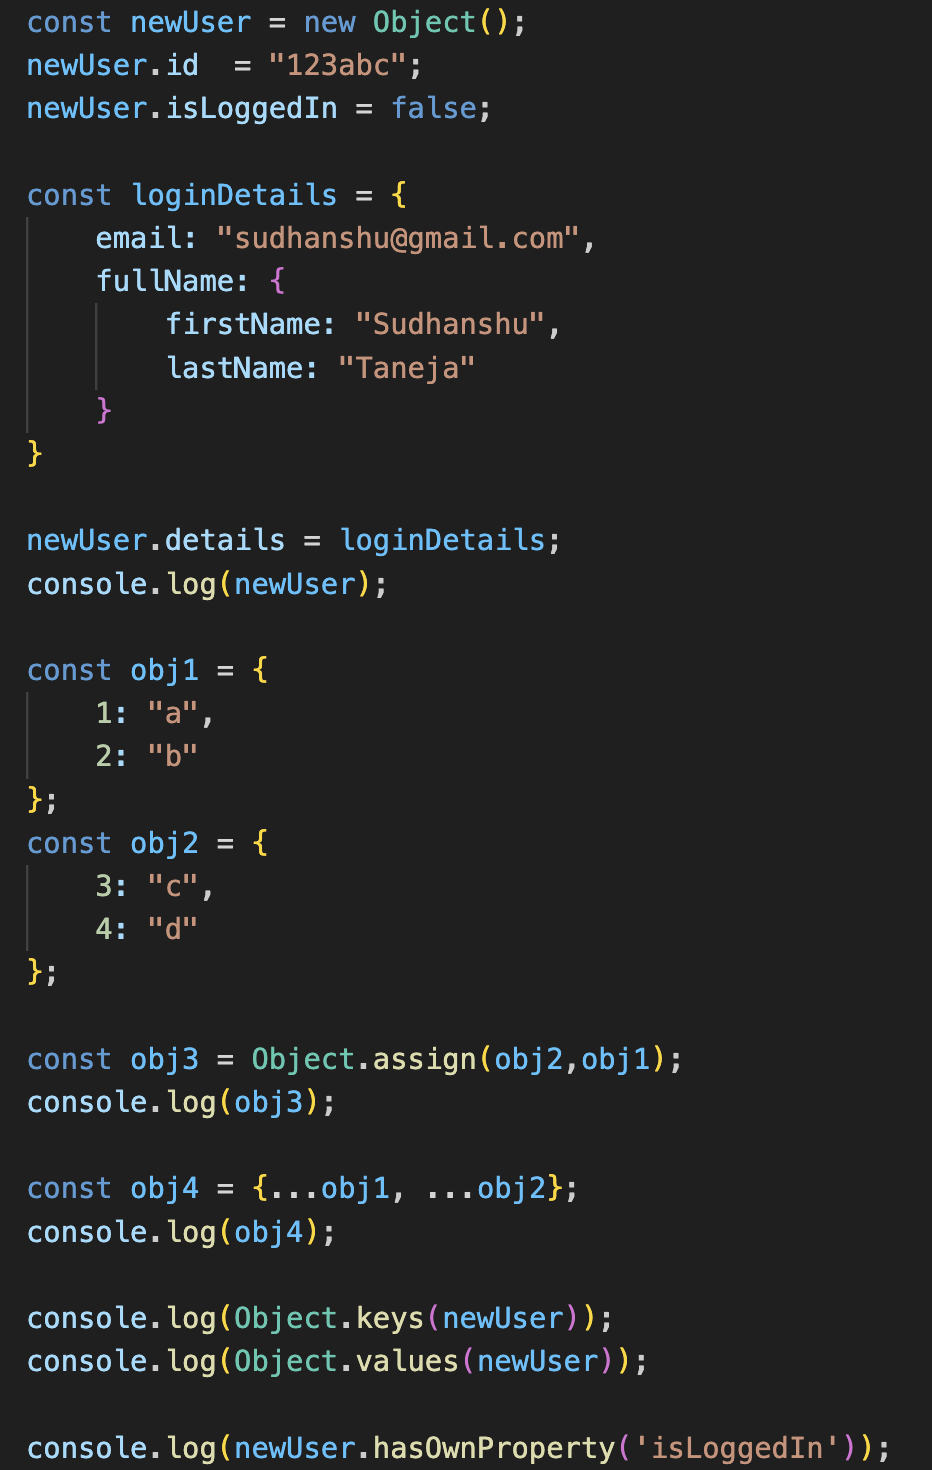 const newUser = new Object();
newUser.id  = "123abc";
newUser.isLoggedIn = false;

const loginDetails = {
    email: "sudhanshu@gmail.com",
    fullName: {
        firstName: "Sudhanshu",
        lastName: "Taneja"
    }
}

newUser.details = loginDetails;
console.log(newUser);

const obj1 = {
    1: "a",
    2: "b"
};
const obj2 = {
    3: "c",
    4: "d"
};

const obj3 = Object.assign(obj2,obj1);
console.log(obj3);

const obj4 = {...obj1, ...obj2};
console.log(obj4);

console.log(Object.keys(newUser));
console.log(Object.values(newUser));

console.log(newUser.hasOwnProperty('isLoggedIn'));